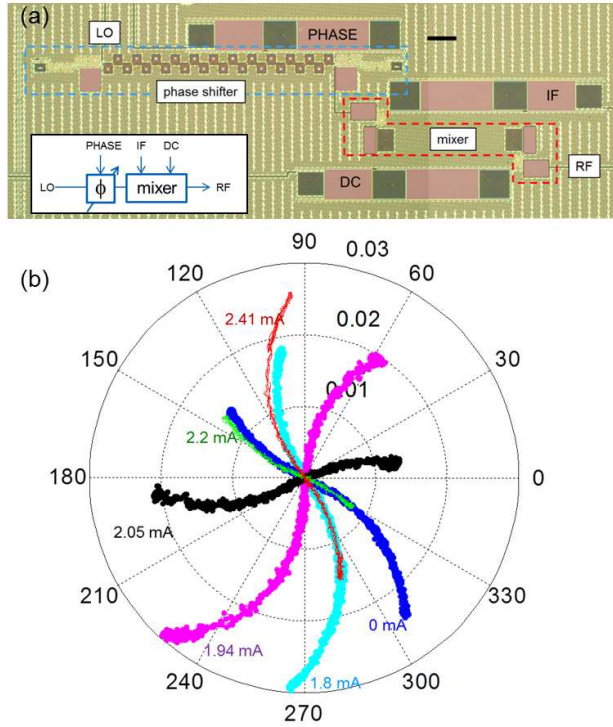 (a)
LO
PHASE
phase shifter
IF
mixer
RF
DC
PHASE IF DC
LO ϕ mixer RF
(b)
90
120 0.03 60
2.41 mA 0.02
150 0.01 30
2.2 mA
180 0
2.05 mA
210 330
0 mA
1.94 mA
240 1.8 mA 300
270